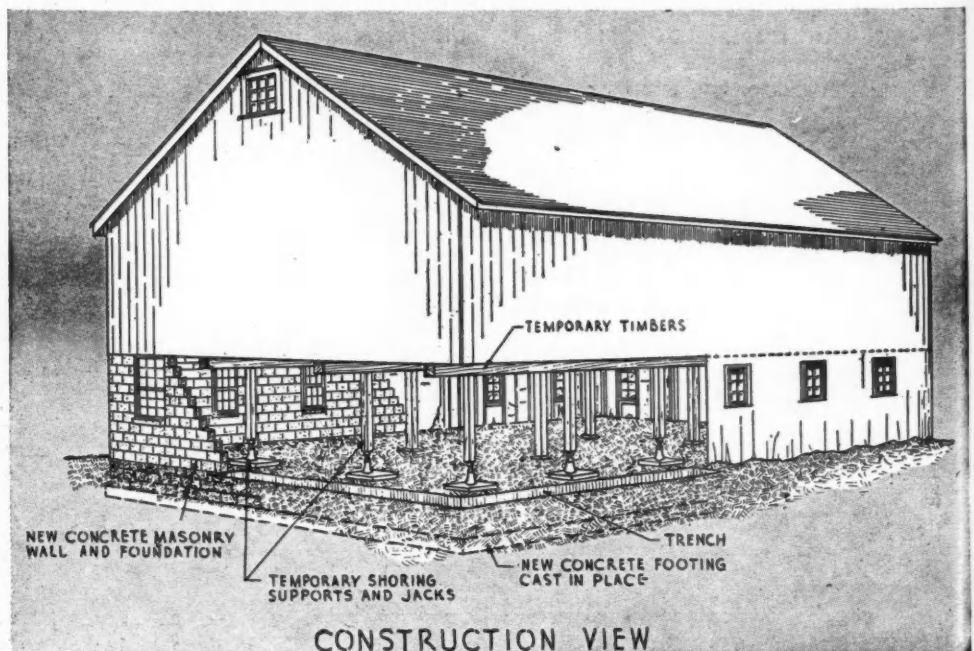 TEMPORARY TIMBERS
NEW CONCRETE MASONRY
WALL AND FOUNDATION
TEMPORARY SHORING
SUPPORTS AND JACKS
TRENCH
NEW CONCRETE FOOTING
CAST IN PLACE
CONSTRUCTION VIEW